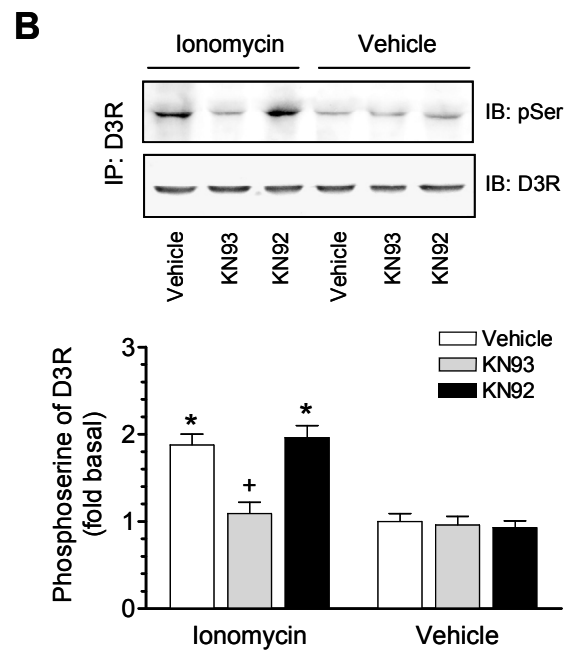 B
Ionomycin Vehicle
IP: D3R
IB: pSer
IB: D3R
Vehicle KN93 KN92 Vehicle KN93 KN92
Phosphoserine of D3R
(fold basal)
3
2
1
0
Vehicle
KN93
KN92
*
+
*
Ionomycin Vehicle